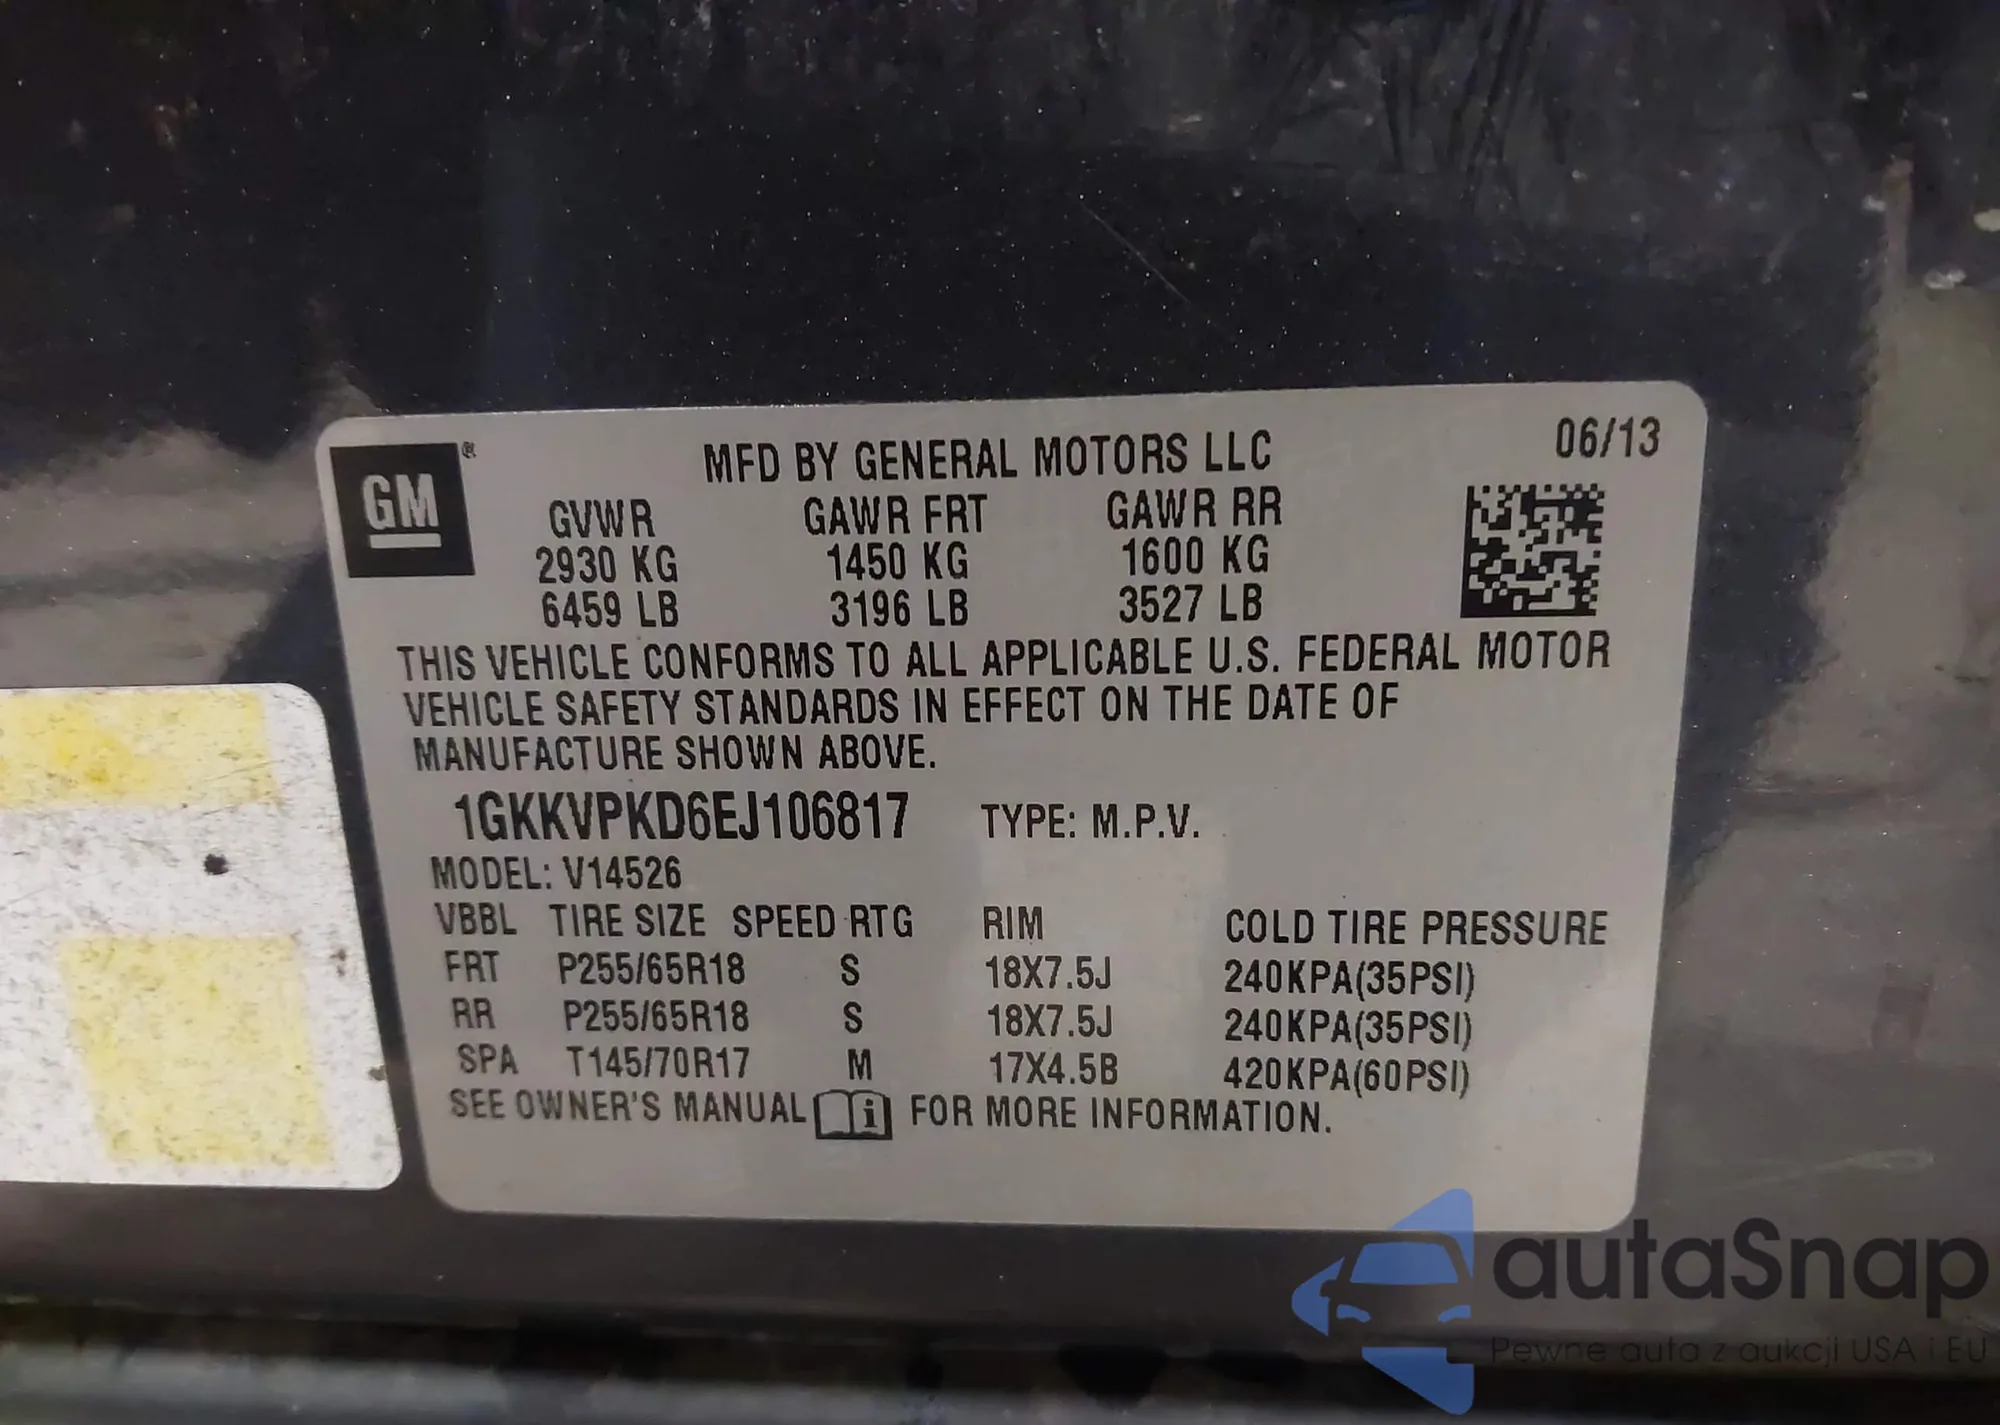 GM®
MFD BY GENERAL MOTORS LLC 06/13
GVWR GAWR FRT GAWR RR
2930 KG 1450 KG 1600 KG
6459 LB 3196 LB 3527 LB
THIS VEHICLE CONFORMS TO ALL APPLICABLE U.S. FEDERAL MOTOR
VEHICLE SAFETY STANDARDS IN EFFECT ON THE DATE OF
MANUFACTURE SHOWN ABOVE.
1GKKVPKD6EJ106817 TYPE: M.P.V.
MODEL: V14526
VBBL TIRE SIZE SPEED RTG RIM COLD TIRE PRESSURE
FRT P255/65R18 S 18X7.5J 240KPA(35PSI)
RR P255/65R18 S 18X7.5J 240KPA(35PSI)
SPA T145/70R17 M 17X4.5B 420KPA(60PSI)
SEE OWNER'S MANUAL i FOR MORE INFORMATION.
autaSnap
Pewne auta z aukcji USA i EU